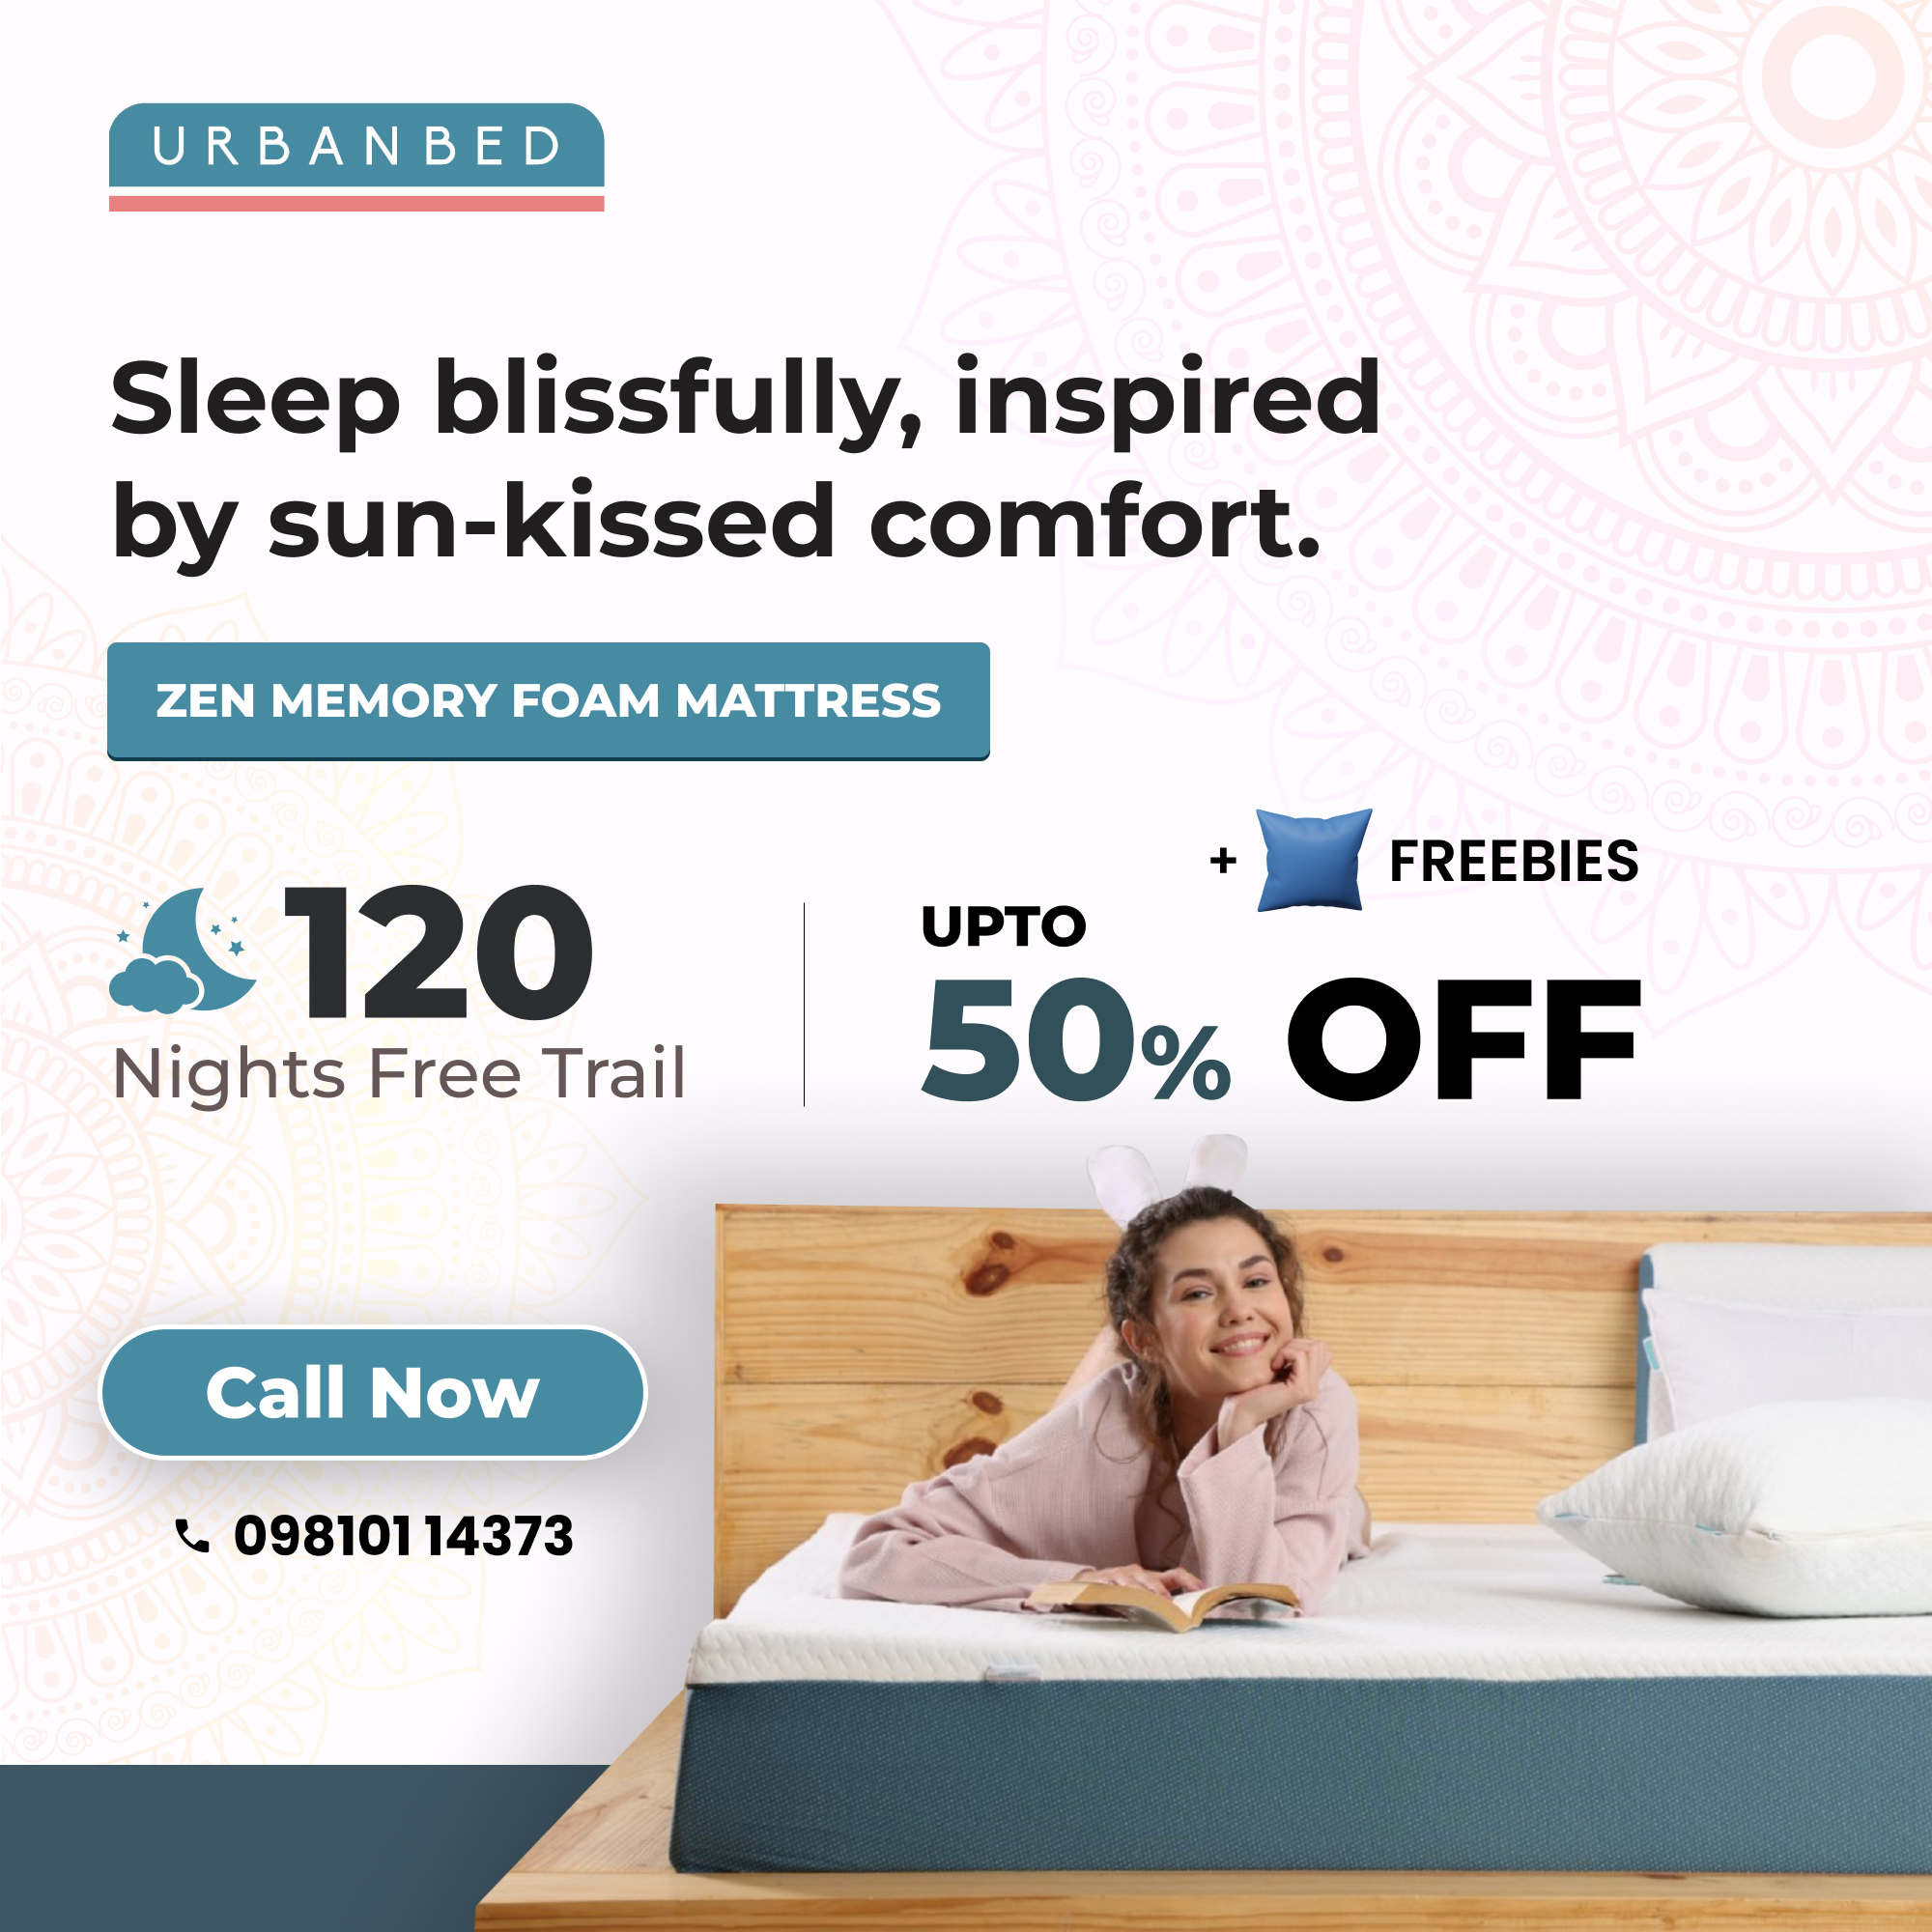 URBANBED
Sleep blissfully, inspired
by sun-kissed comfort.
ZEN MEMORY FOAM MATTRESS
+ FREEBIES
120
Nights Free Trail
UPTO
50% OFF
Call Now
09810114373